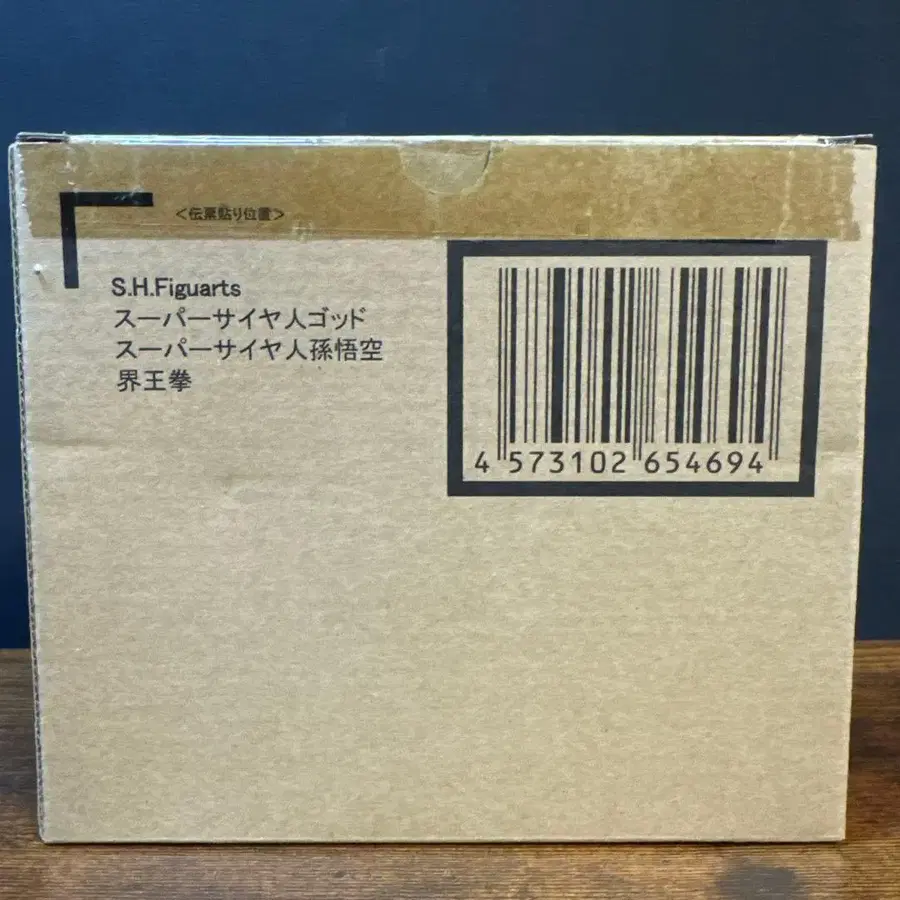 <伝票貼り位置>
S.H.Figuarts
スーパーサイヤ人ゴッド
スーパーサイヤ人孫悟空
界王拳
4 573102 654694